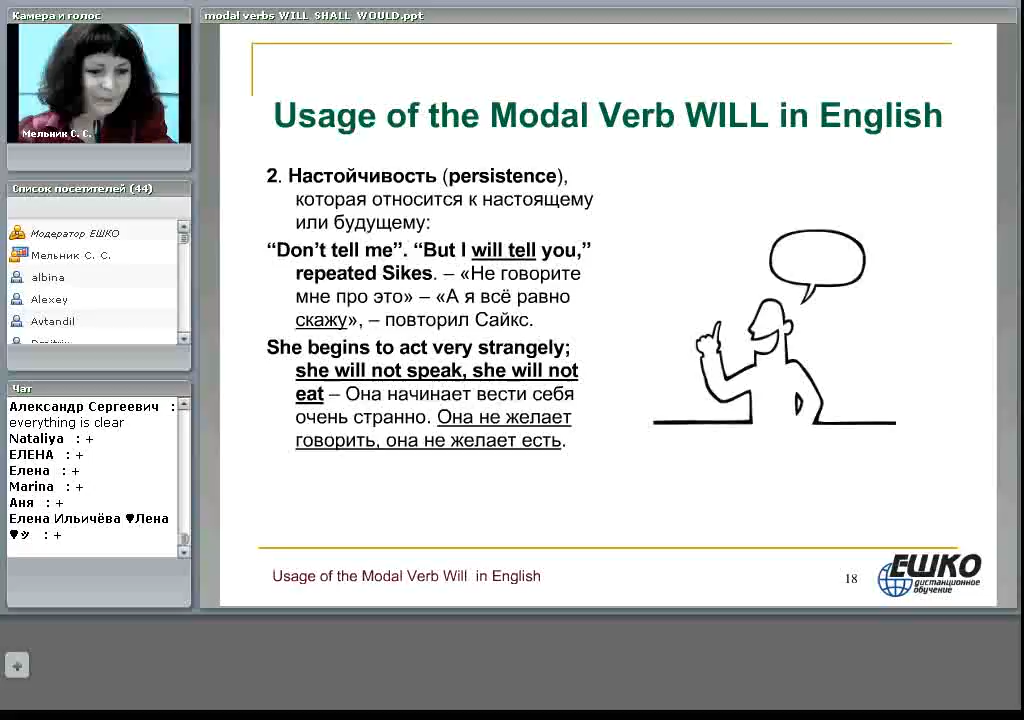 Камера и голос
Мельник С. С.
Список посетителей (44)
Модератор ЕШКО
Мельник С. С.
albina
Alexey
Avtandil
Чат
Александр Сергеевич :
everything is clear
Nataliya : +
ЕЛЕНА : +
Елена : +
Marina : +
Аня : +
Елена Ильичёва ♥Лена
♥ッ : +
modal verbs WILL SHALL WOULD.ppt
Usage of the Modal Verb WILL in English
2. Настойчивость (persistence),
которая относится к настоящему
или будущему:
“Don’t tell me”. “But I will tell you,”
repeated Sikes. – «Не говорите
мне про это» – «А я всё равно
скажу», – повторил Сайкс.
She begins to act very strangely;
she will not speak, she will not
eat – Она начинает вести себя
очень странно. Она не желает
говорить, она не желает есть.
Usage of the Modal Verb Will in English
18
ЕШКО
дистанционное
обучение